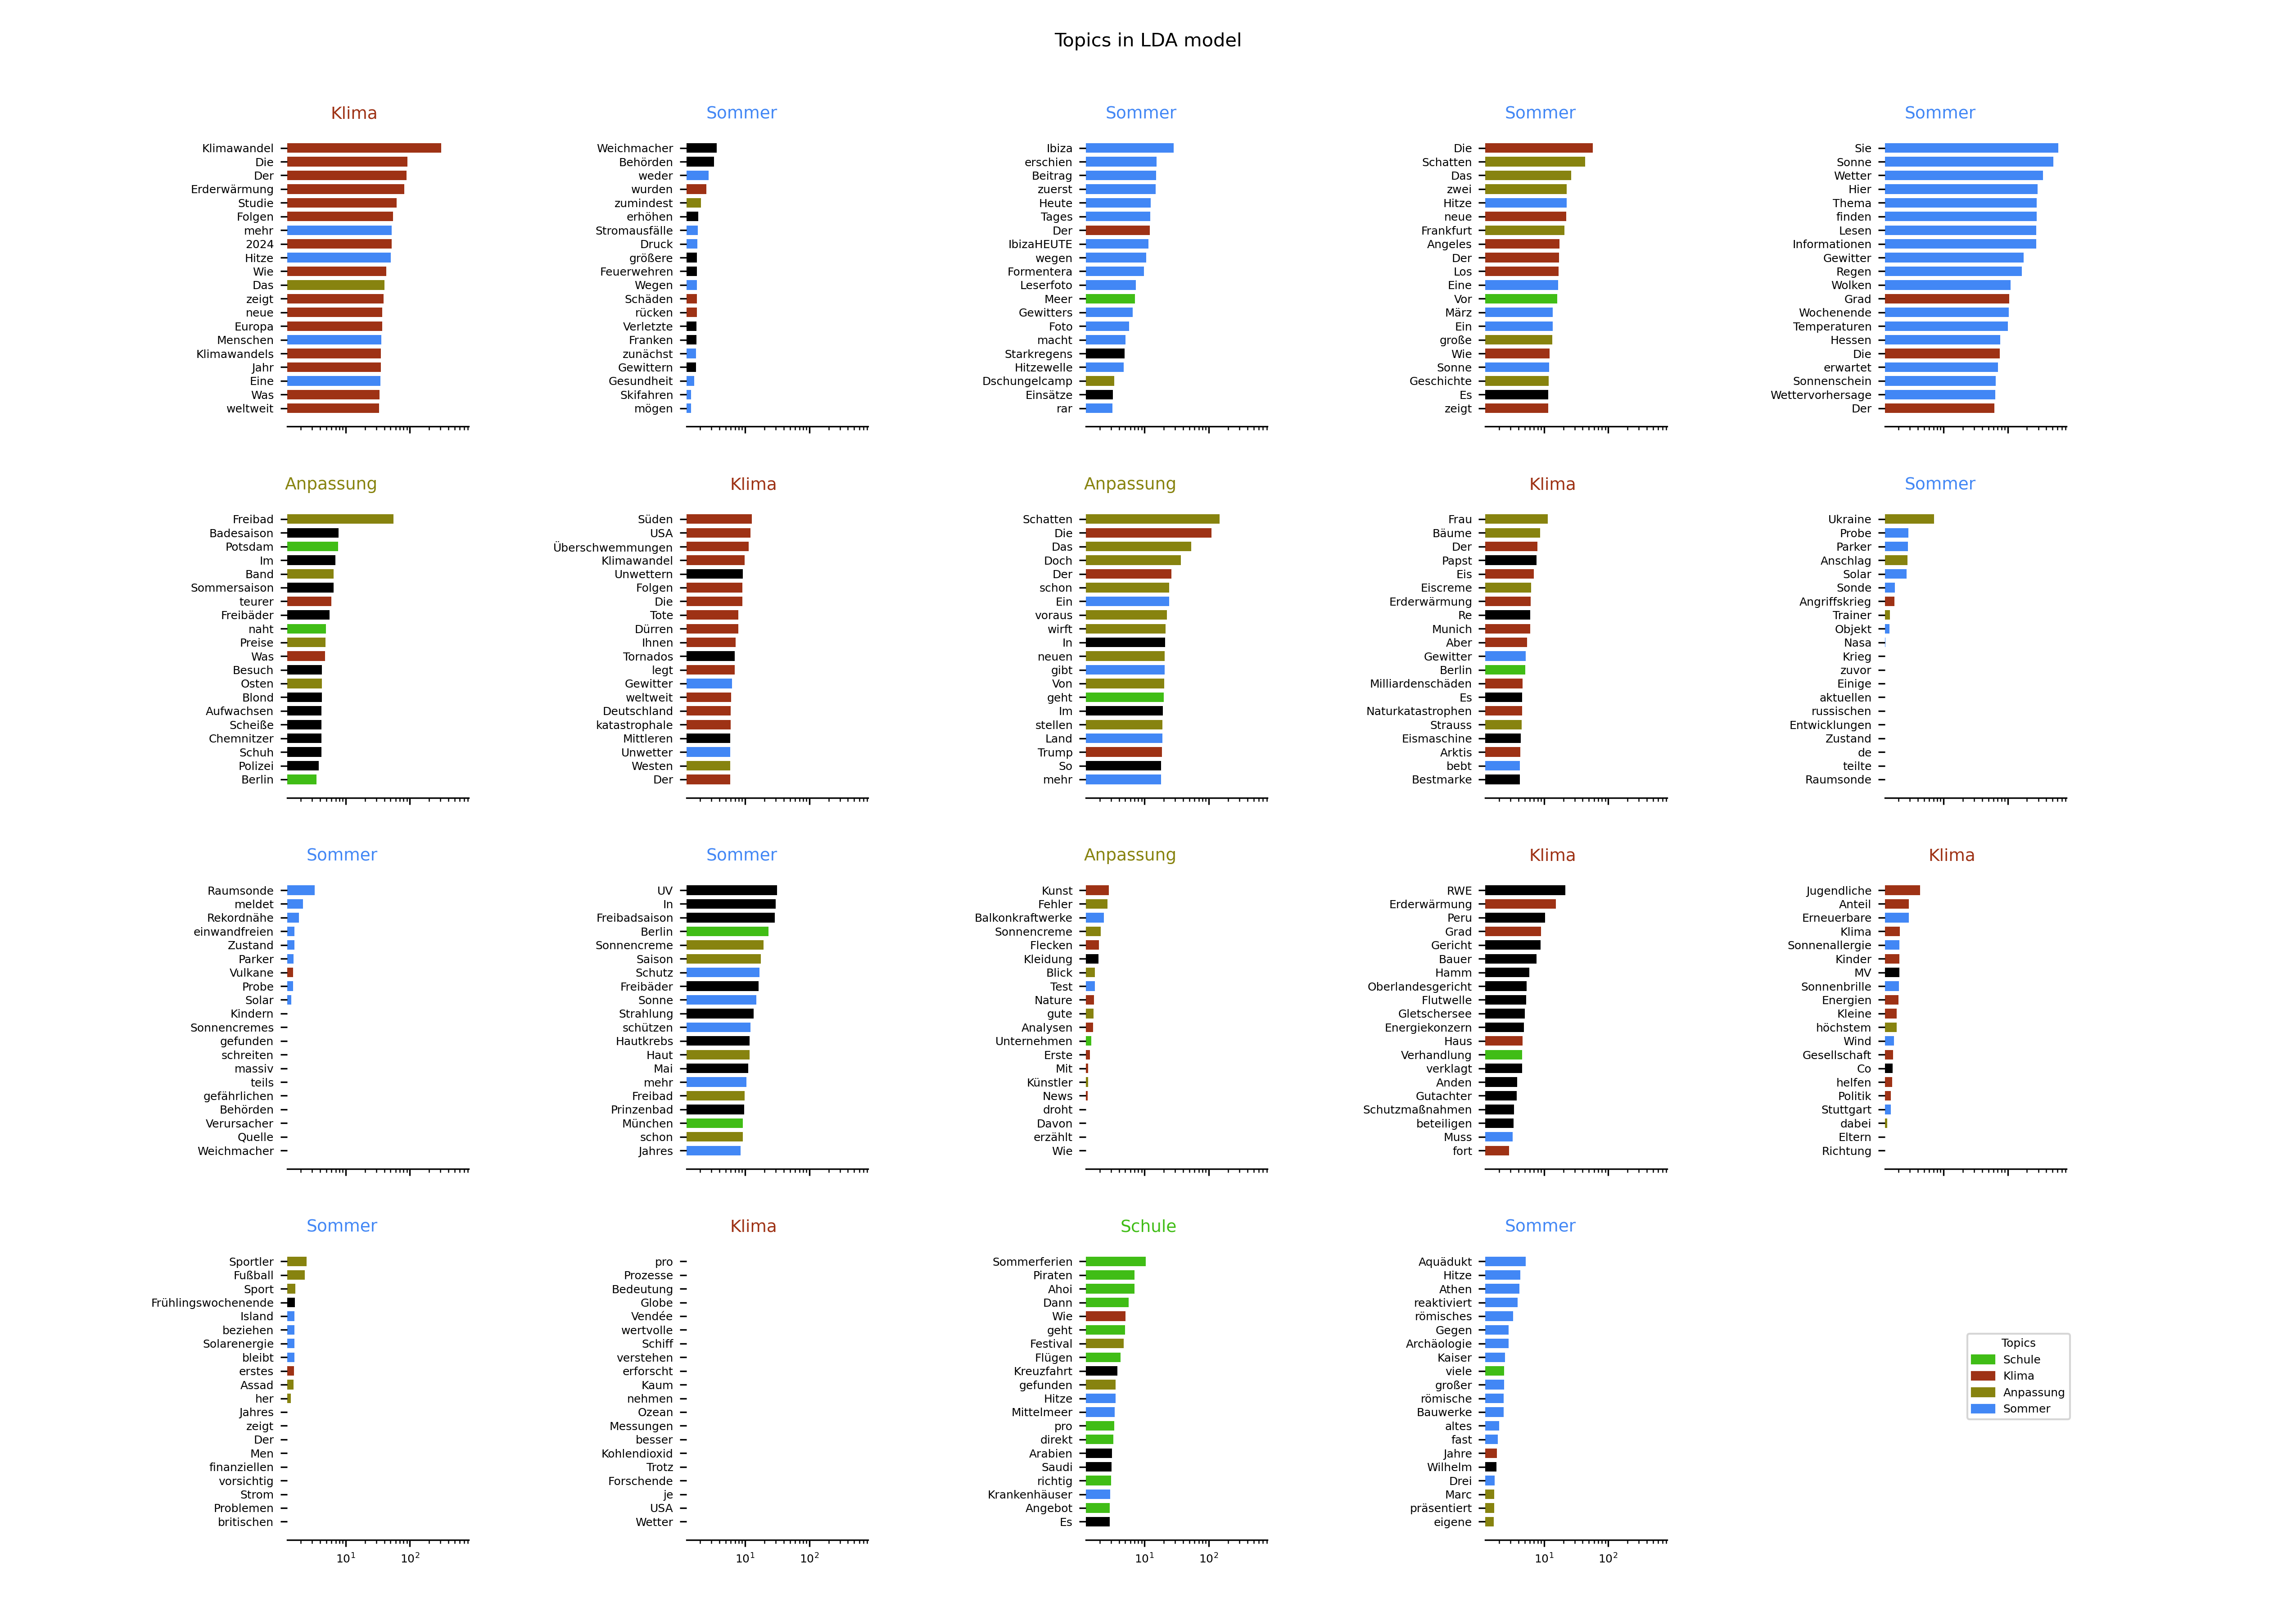 Topics in LDA model
Klima
Klimawandel
Die
Der
Erderwärmung
Studie
Folgen
mehr
2024
Hitze
Wie
Das
zeigt
neue
Europa
Menschen
Klimawandels
Jahr
Eine
Was
weltweit
Sommer
Weichmacher
Behörden
weder
wurden
zumindest
erhöhen
Stromausfälle
Druck
größere
Feuerwehren
Wegen
Schäden
rücken
Verletzte
Franken
zunächst
Gewittern
Gesundheit
Skifahren
mögen
Sommer
Ibiza
erschien
Beitrag
zuerst
Heute
Tages
Der
IbizaHEUTE
wegen
Formentera
Leserfoto
Meer
Gewitters
Foto
macht
Starkregens
Hitzewelle
Dschungelcamp
Einsätze
rar
Sommer
Die
Schatten
Das
zwei
Hitze
neue
Frankfurt
Angeles
Der
Los
Eine
Vor
März
Ein
große
Wie
Sonne
Geschichte
Es
zeigt
Sommer
Sie
Sonne
Wetter
Hier
Thema
finden
Lesen
Informationen
Gewitter
Regen
Wolken
Grad
Wochenende
Temperaturen
Hessen
Die
erwartet
Sonnenschein
Wettervorhersage
Der
Anpassung
Freibad
Badesaison
Potsdam
Im
Band
Sommersaison
teurer
Freibäder
naht
Preise
Was
Besuch
Osten
Blond
Aufwachsen
Scheiße
Chemnitzer
Schuh
Polizei
Berlin
Klima
Süden
USA
Überschwemmungen
Klimawandel
Unwettern
Folgen
Die
Tote
Dürren
Ihnen
Tornados
legt
Gewitter
weltweit
Deutschland
katastrophale
Mittleren
Unwetter
Westen
Der
Anpassung
Schatten
Die
Das
Doch
Der
schon
Ein
voraus
wirft
In
neuen
gibt
Von
geht
Im
stellen
Land
Trump
So
mehr
Klima
Frau
Bäume
Der
Papst
Eis
Eiscreme
Erderwärmung
Re
Munich
Aber
Gewitter
Berlin
Milliardenschäden
Es
Naturkatastrophen
Strauss
Eismaschine
Arktis
bebt
Bestmarke
Sommer
Ukraine
Probe
Parker
Anschlag
Solar
Sonde
Angriffskrieg
Trainer
Objekt
Nasa
Krieg
zuvor
Einige
aktuellen
russischen
Entwicklungen
Zustand
de
teilte
Raumsonde
Sommer
Raumsonde
meldet
Rekordnähe
einwandfreien
Zustand
Parker
Vulkane
Probe
Solar
Kindern
Sonnencremes
gefunden
schreiten
massiv
teils
gefährlichen
Behörden
Verursacher
Quelle
Weichmacher
Sommer
UV
In
Freibadsaison
Berlin
Sonnencreme
Saison
Schutz
Freibäder
Sonne
Strahlung
schützen
Hautkrebs
Haut
Mai
mehr
Freibad
Prinzenbad
München
schon
Jahres
Anpassung
Kunst
Fehler
Balkonkraftwerke
Sonnencreme
Flecken
Kleidung
Blick
Test
Nature
gute
Analysen
Unternehmen
Erste
Mit
Künstler
News
droht
Davon
erzählt
Wie
Klima
RWE
Erderwärmung
Peru
Grad
Gericht
Bauer
Hamm
Oberlandesgericht
Flutwelle
Gletschersee
Energiekonzern
Haus
Verhandlung
verklagt
Anden
Gutachter
Schutzmaßnahmen
beteiligen
Muss
fort
Klima
Jugendliche
Anteil
Erneuerbare
Klima
Sonnenallergie
Kinder
MV
Sonnenbrille
Energien
Kleine
höchstem
Wind
Gesellschaft
Co
helfen
Politik
Stuttgart
dabei
Eltern
Richtung
Sommer
Sportler
Fußball
Sport
Frühlingswochenende
Island
beziehen
Solarenergie
bleibt
erstes
Assad
her
Jahres
zeigt
Der
Men
finanziellen
vorsichtig
Strom
Problemen
britischen
10¹ 10²
Klima
pro
Prozesse
Bedeutung
Globe
Vendée
wertvolle
Schiff
verstehen
erforscht
Kaum
nehmen
Ozean
Messungen
besser
Kohlendioxid
Trotz
Forschende
je
USA
Wetter
10¹ 10²
Schule
Sommerferien
Piraten
Ahoi
Dann
Wie
geht
Festival
Flügen
Kreuzfahrt
gefunden
Hitze
Mittelmeer
pro
direkt
Arabien
Saudi
richtig
Krankenhäuser
Angebot
Es
10¹ 10²
Sommer
Aquädukt
Hitze
Athen
reaktiviert
römisches
Gegen
Archäologie
Kaiser
viele
großer
römische
Bauwerke
altes
fast
Jahre
Wilhelm
Drei
Marc
präsentiert
eigene
10¹ 10²
Topics
Schule
Klima
Anpassung
Sommer